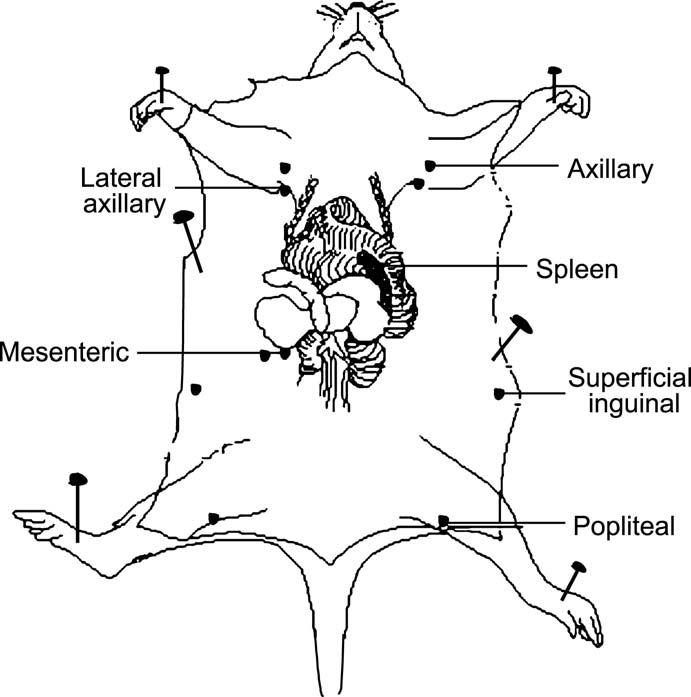 Lateral
axillary
Axillary
Spleen
Mesenteric
Superficial
inguinal
Popliteal